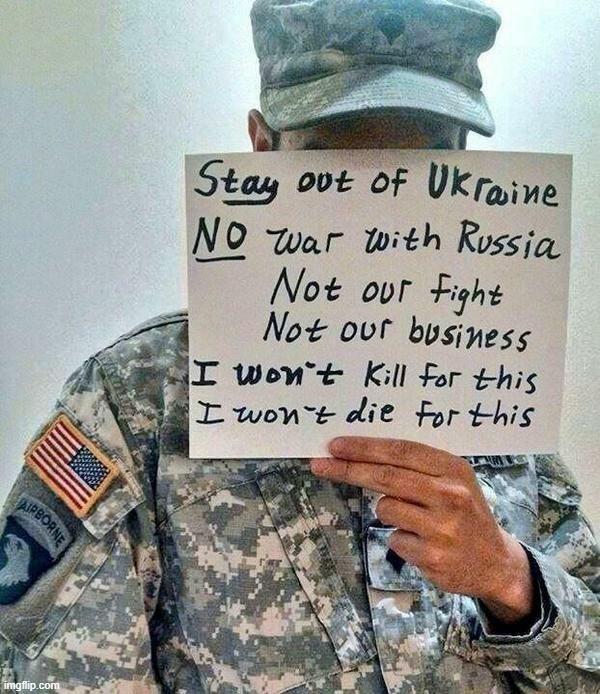 Stay out of Ukraine
NO war with Russia
Not our fight
Not our business
I won't kill for this
I won't die for this
AIRBORNE
imgflip.com